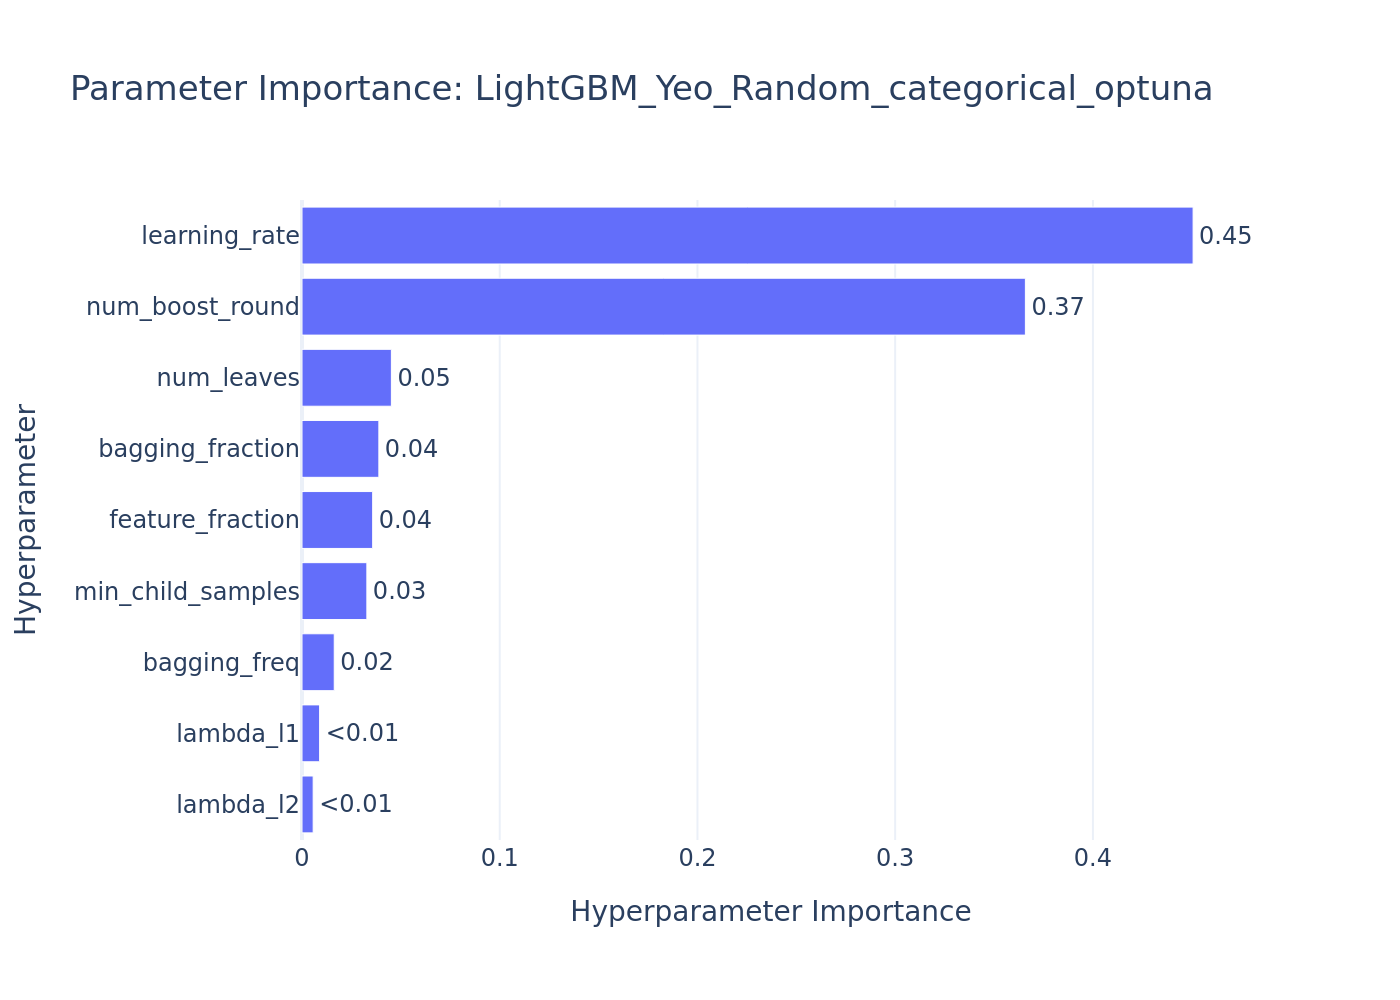 Parameter Importance: LightGBM_Yeo_Random_categorical_optuna
learning_rate 0.45
num_boost_round 0.37
num_leaves 0.05
bagging_fraction 0.04
feature_fraction 0.04
min_child_samples 0.03
bagging_freq 0.02
lambda_l1 <0.01
lambda_l2 <0.01
0 0.1 0.2 0.3 0.4
Hyperparameter Importance
Hyperparameter